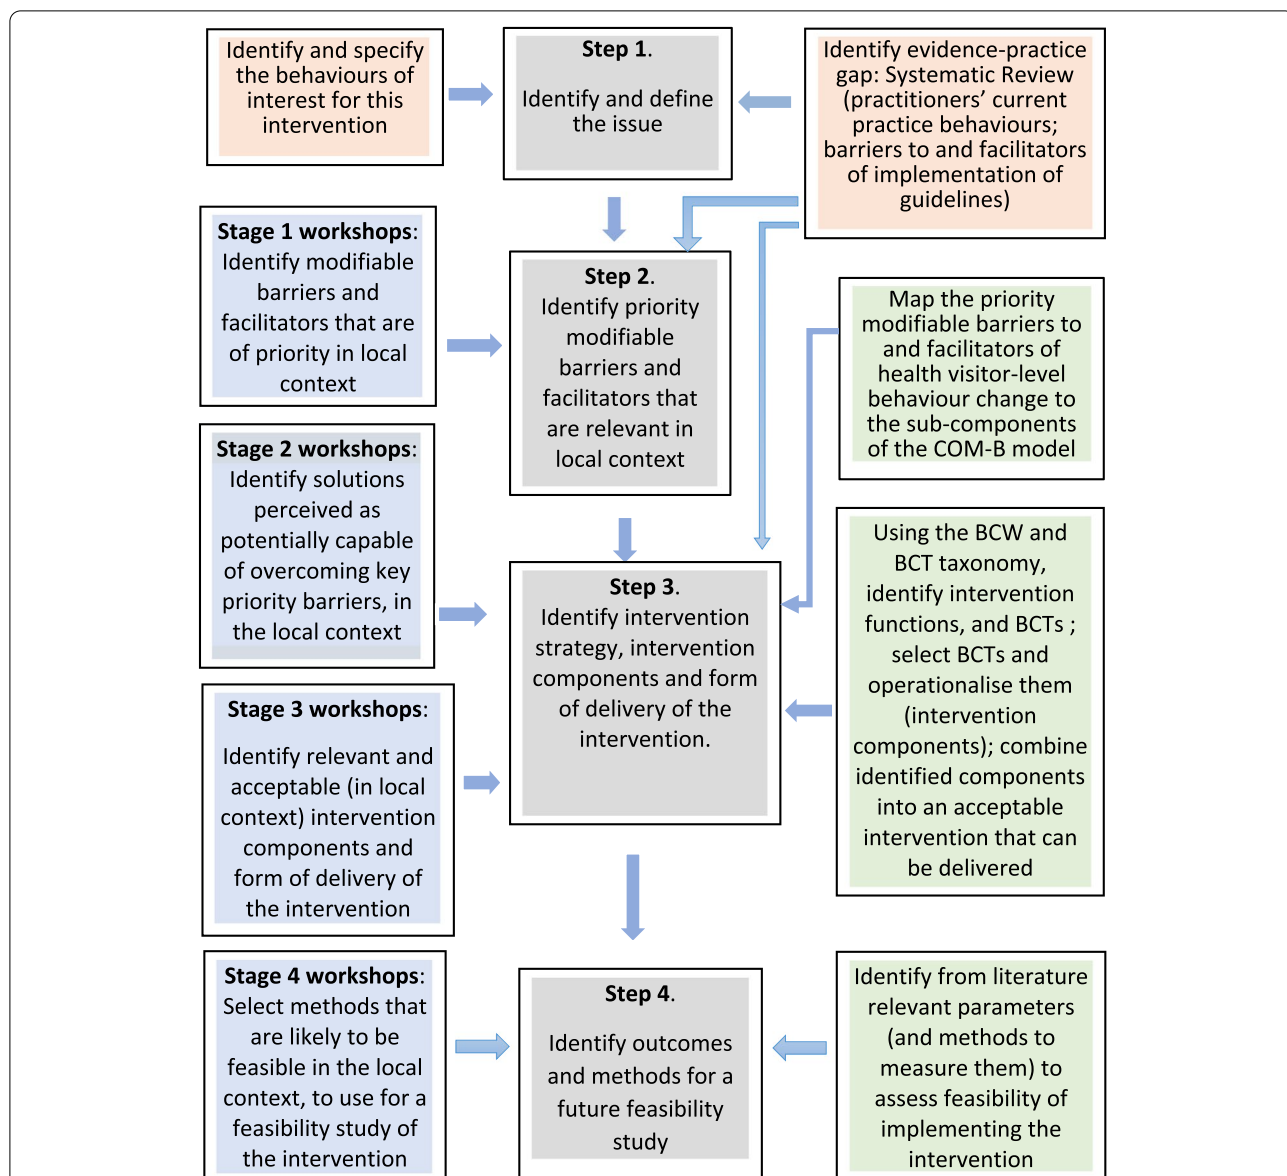 Identify and specify
the behaviours of
interest for this
intervention
Step 1.
Identify and define
the issue
Identify evidence-practice
gap: Systematic Review
(practitioners’ current
practice behaviours;
barriers to and facilitators
of implementation of
guidelines)
Stage 1 workshops:
Identify modifiable
barriers and
facilitators that are
of priority in local
context
Step 2.
Identify priority
modifiable
barriers and
facilitators that
are relevant in
local context
Map the priority
modifiable barriers to
and facilitators of
health visitor-level
behaviour change to
the sub-components
of the COM-B model
Stage 2 workshops:
Identify solutions
perceived as
potentially capable
of overcoming key
priority barriers, in
the local context
Step 3.
Identify intervention
strategy, intervention
components and form
of delivery of the
intervention.
Using the BCW and
BCT taxonomy,
identify intervention
functions, and BCTs ;
select BCTs and
operationalise them
(intervention
components); combine
identified components
into an acceptable
intervention that can
be delivered
Stage 3 workshops:
Identify relevant and
acceptable (in local
context) intervention
components and
form of delivery of
the intervention
Stage 4 workshops:
Select methods that
are likely to be
feasible in the local
context, to use for a
feasibility study of
the intervention
Step 4.
Identify outcomes
and methods for a
future feasibility
study
Identify from literature
relevant parameters
(and methods to
measure them) to
assess feasibility of
implementing the
intervention